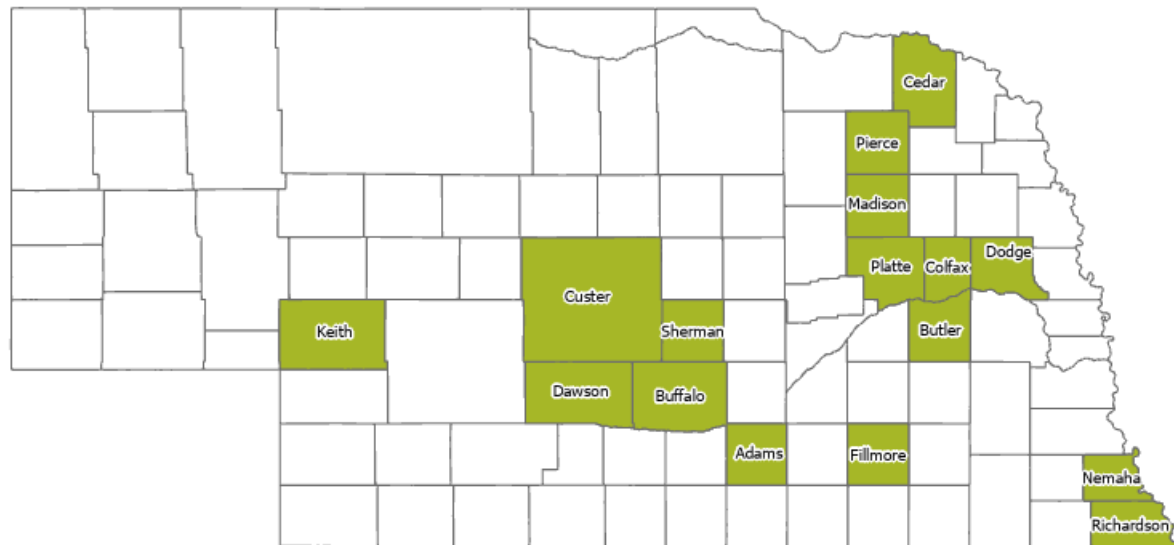 Cedar
Pierce
Madison
Platte
Colfax
Dodge
Custer
Keith
Sherman
Butler
Dawson
Buffalo
Adams
Fillmore
Nemaha
Richardson